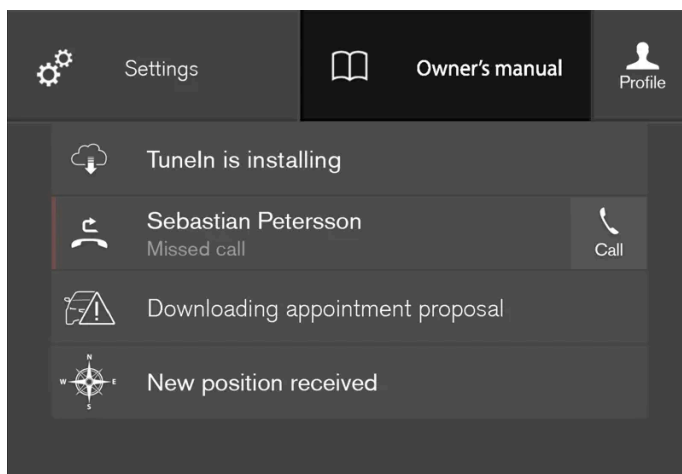 Settings
Owner's manual
Profile
TuneIn is installing
Sebastian Petersson
Missed call
Call
Downloading appointment proposal
N
W E
S
New position received